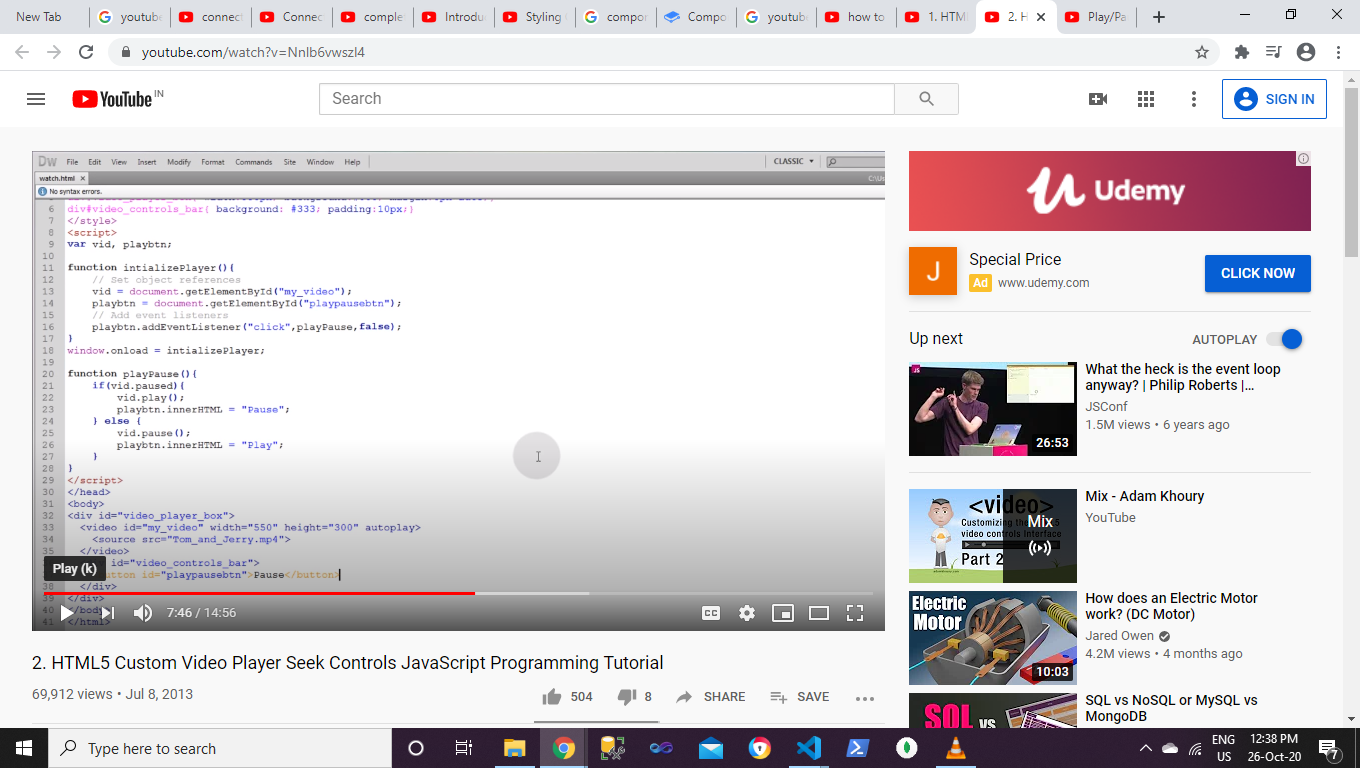 New Tab
youtube
connect
Connec
comple
Introdu
Styling
compor
Compo
youtub
how to
1. HTM
2. H
Play/Pa
youtube.com/watch?v=NnIb6vwszI4
YouTube IN
Search
SIGN IN
Dw File Edit View Insert Modify Format Commands Site Window Help
CLASSIC
watch.html
C:\Us
No syntax errors.
6 div#video_controls_bar{ background: #333; padding:10px;}
7 </style>
8 <script>
9 var vid, playbtn;
10
11 function intializePlayer(){
12 // Set object references
13 vid = document.getElementById("my_video");
14 playbtn = document.getElementById("playpausebtn");
15 // Add event listeners
16 playbtn.addEventListener("click",playPause,false);
17 }
18 window.onload = intializePlayer;
19
20 function playPause(){
21 if(vid.paused){
22 vid.play();
23 playbtn.innerHTML = "Pause";
24 } else {
25 vid.pause();
26 playbtn.innerHTML = "Play";
27 }
28 }
29 </script>
30 </head>
31 <body>
32 <div id="video_player_box">
33 <video id="my_video" width="550" height="300" autoplay>
34 <source src="Tom_and_Jerry.mp4">
35 </video>
id="video_controls_bar">
button id="playpausebtn">Pause</button>
38 </div>
39 </div>
40 </body>
41 </html>
Play (k)
7:46 / 14:56
CC
2. HTML5 Custom Video Player Seek Controls JavaScript Programming Tutorial
69,912 views • Jul 8, 2013
504
8
SHARE
SAVE
Udemy
J
Special Price
Ad www.udemy.com
CLICK NOW
Up next
AUTOPLAY
JS
26:53
What the heck is the event loop
anyway? | Philip Roberts |...
JSConf
1.5M views • 6 years ago
<video>
Customizing the
video controls Interface
Part 2
Mix
Mix - Adam Khoury
YouTube
Electric
Motor
10:03
How does an Electric Motor
work? (DC Motor)
Jared Owen
4.2M views • 4 months ago
SQL vs
SQL vs NoSQL or MySQL vs
MongoDB
Type here to search
ENG
US
12:38 PM
26-Oct-20
7